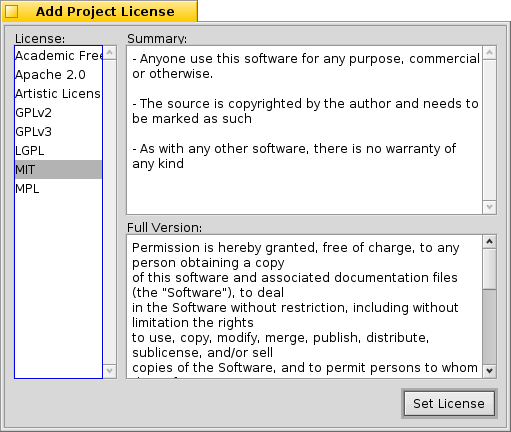 Add Project License
License:
Academic Free
Apache 2.0
Artistic Licens
GPLv2
GPLv3
LGPL
MIT
MPL
Summary:
- Anyone use this software for any purpose, commercial
or otherwise.
- The source is copyrighted by the author and needs to
be marked as such
- As with any other software, there is no warranty of
any kind
Full Version:
Permission is hereby granted, free of charge, to any
person obtaining a copy
of this software and associated documentation files
(the "Software"), to deal
in the Software without restriction, including without
limitation the rights
to use, copy, modify, merge, publish, distribute,
sublicense, and/or sell
copies of the Software, and to permit persons to whom
Set License